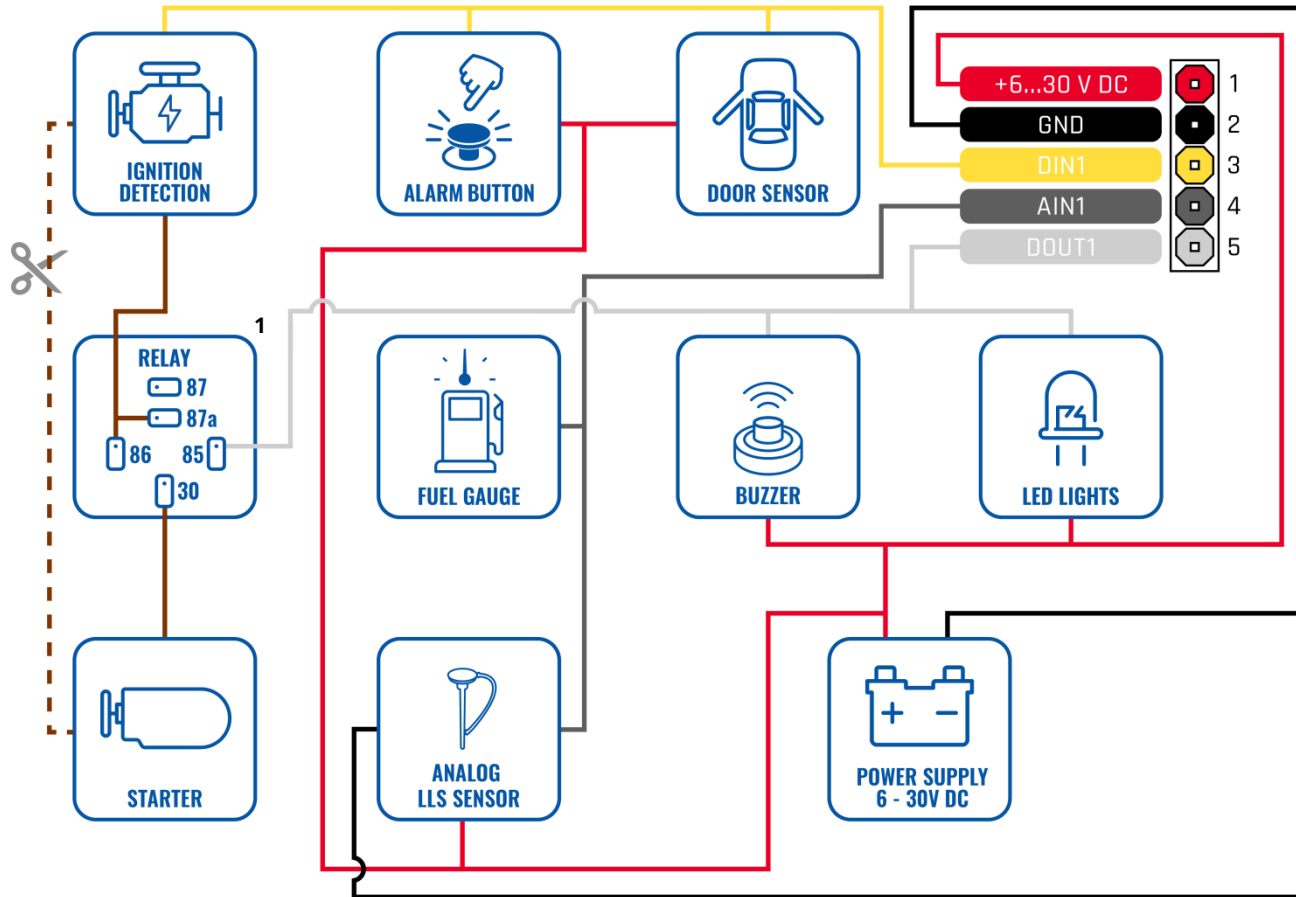 +6...30 V DC 1
GND 2
DIN1 3
AIN1 4
DOUT1 5
IGNITION
DETECTION
ALARM BUTTON
DOOR SENSOR
1
RELAY
87
87a
86
85
30
FUEL GAUGE
BUZZER
LED LIGHTS
STARTER
ANALOG
LLS SENSOR
+ −
POWER SUPPLY
6 - 30V DC